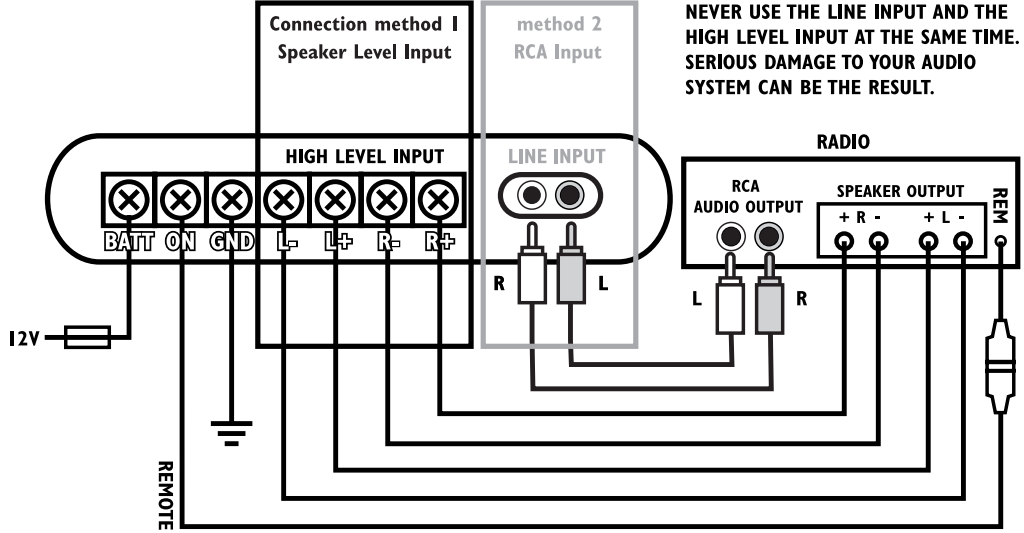 Connection method 1
Speaker Level Input
method 2
RCA Input
NEVER USE THE LINE INPUT AND THE
HIGH LEVEL INPUT AT THE SAME TIME.
SERIOUS DAMAGE TO YOUR AUDIO
SYSTEM CAN BE THE RESULT.
HIGH LEVEL INPUT
LINE INPUT
BATT ON GND L- L+ R- R+
RADIO
RCA
AUDIO OUTPUT
SPEAKER OUTPUT
+ R - + L -
REM
R L
L R
12V
REMOTE